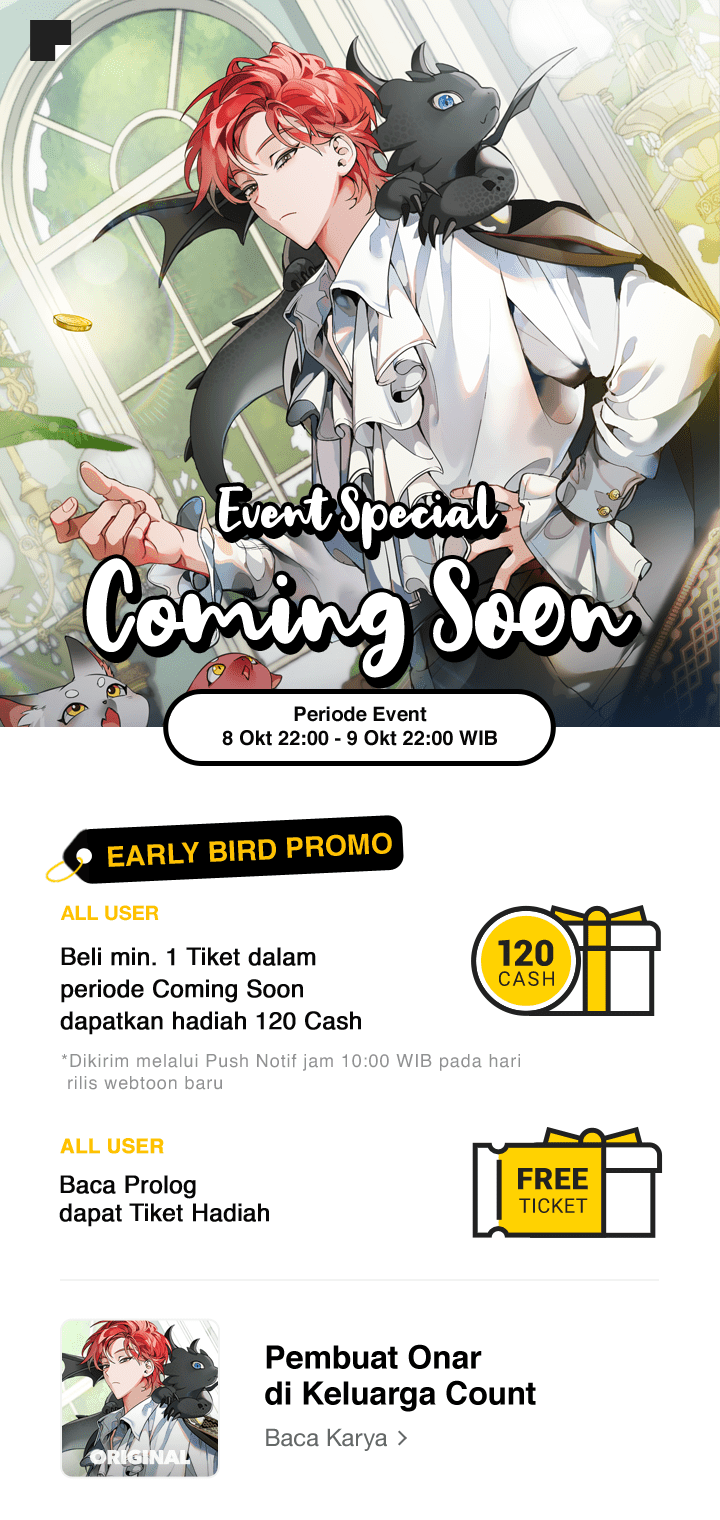 Event Special
Coming Soon
Periode Event
8 Okt 22:00 - 9 Okt 22:00 WIB
EARLY BIRD PROMO
ALL USER
Beli min. 1 Tiket dalam
periode Coming Soon
dapatkan hadiah 120 Cash
120
CASH
*Dikirim melalui Push Notif jam 10:00 WIB pada hari
rilis webtoon baru
ALL USER
Baca Prolog
dapat Tiket Hadiah
FREE
TICKET
ORIGINAL
Pembuat Onar
di Keluarga Count
Baca Karya >